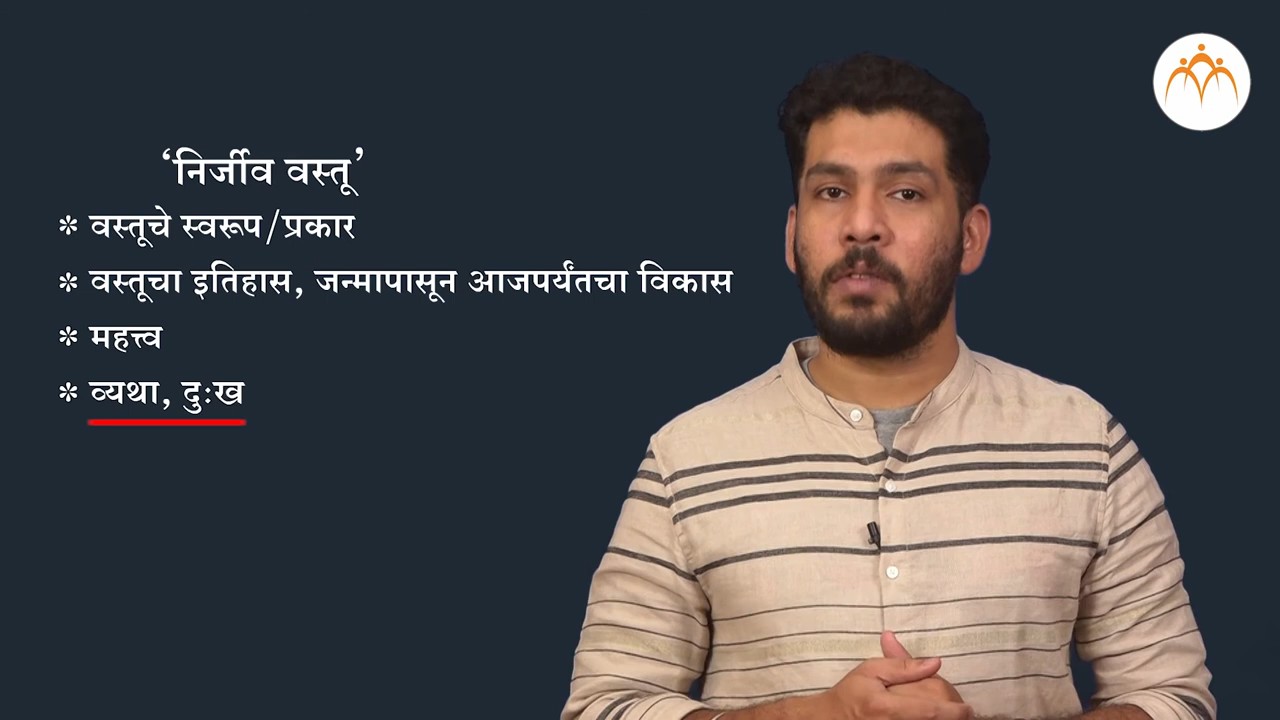 ‘निर्जीव वस्तू’
* वस्तूचे स्वरूप/प्रकार
* वस्तूचा इतिहास, जन्मापासून आजपर्यंतचा विकास
* महत्त्व
* व्यथा, दुःख